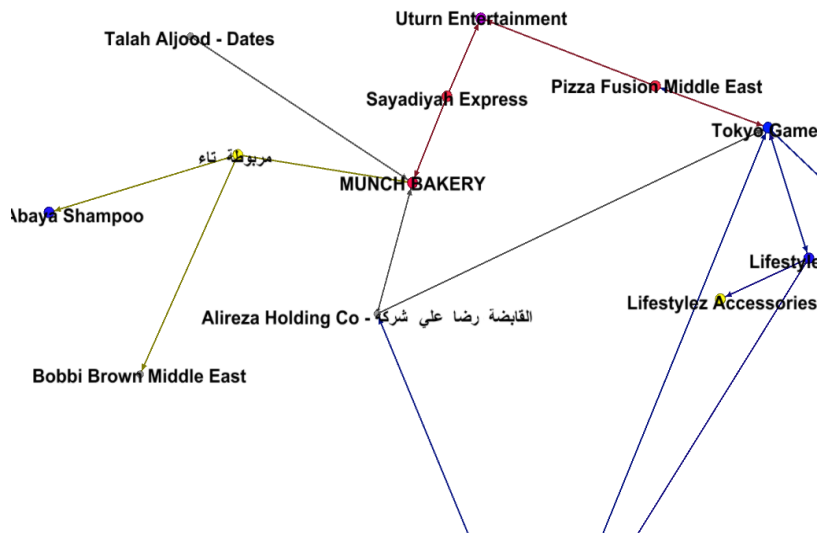 Uturn Entertainment
Talah Aljood - Dates
Pizza Fusion Middle East
Sayadiyah Express
Tokyo Game
مربوطة تاء
MUNCH BAKERY
Abaya Shampoo
Lifestyle
Lifestylez Accessories
Alireza Holding Co - القابضة رضا علي شركة
Bobbi Brown Middle East